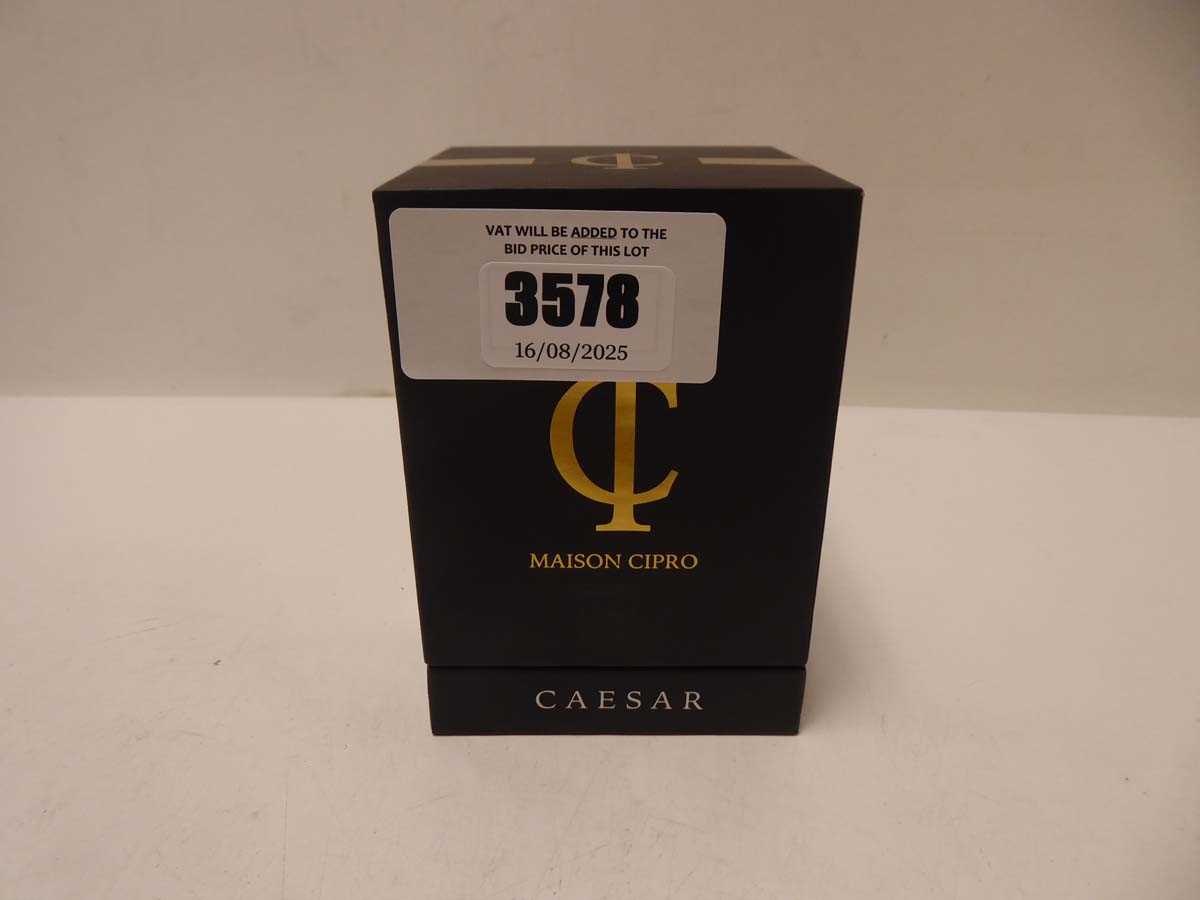 VAT WILL BE ADDED TO THE
BID PRICE OF THIS LOT
3578
16/08/2025
MAISON CIPRO
CAESAR